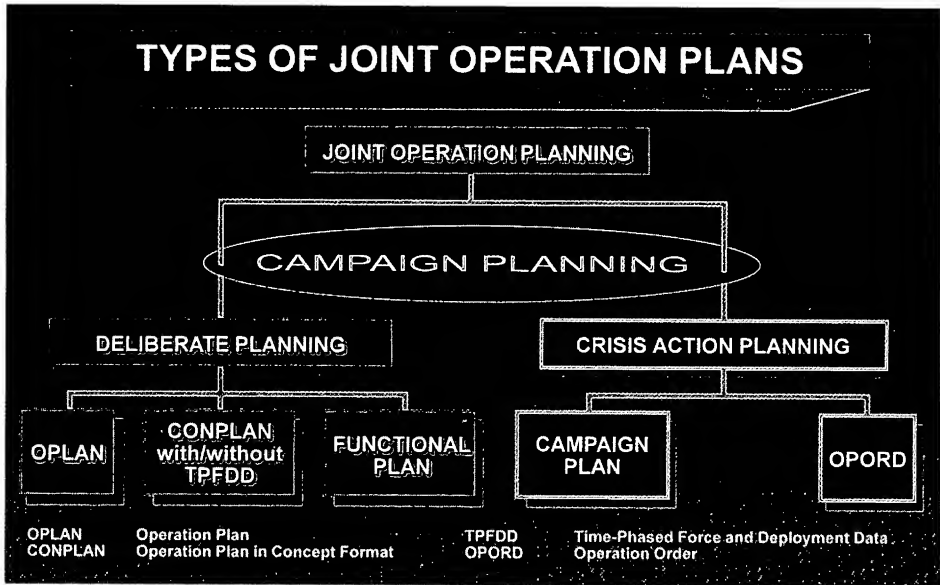 TYPES OF JOINT OPERATION PLANS
JOINT OPERATION PLANNING
CAMPAIGN PLANNING
DELIBERATE PLANNING
CRISIS ACTION PLANNING
OPLAN
CONPLAN
with/without
TPFDD
FUNCTIONAL
PLAN
CAMPAIGN
PLAN
OPORD
OPLAN Operation Plan
CONPLAN Operation Plan in Concept Format
TPFDD Time-Phased Force and Deployment Data
OPORD Operation Order